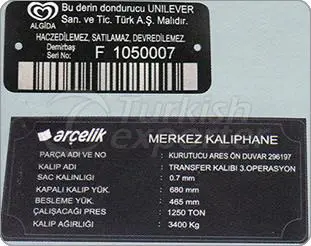 Bu derin dondurucu UNILEVER
San. ve Tic. Türk A.Ş. Malıdır.
ALGIDA
HACZEDİLEMEZ, SATILAMAZ, DEVREDİLEMEZ.
Demirbaş
Seri No: F 1050007
Turkish
arçelik MERKEZ KALIPHANE
PARÇA ADI VE NO : KURUTUCU ARES ÖN DUVAR 296197
KALIP ADI : TRANSFER KALIBI 3.OPERASYON
SAC KALINLIGI : 0.7 mm
KAPALI KALIP YÜK. : 680 mm
BESLEME YÜK. : 465 mm
ÇALIŞACAĞI PRES : 1250 TON
KALIP AĞIRLIĞI : 3400 Kg